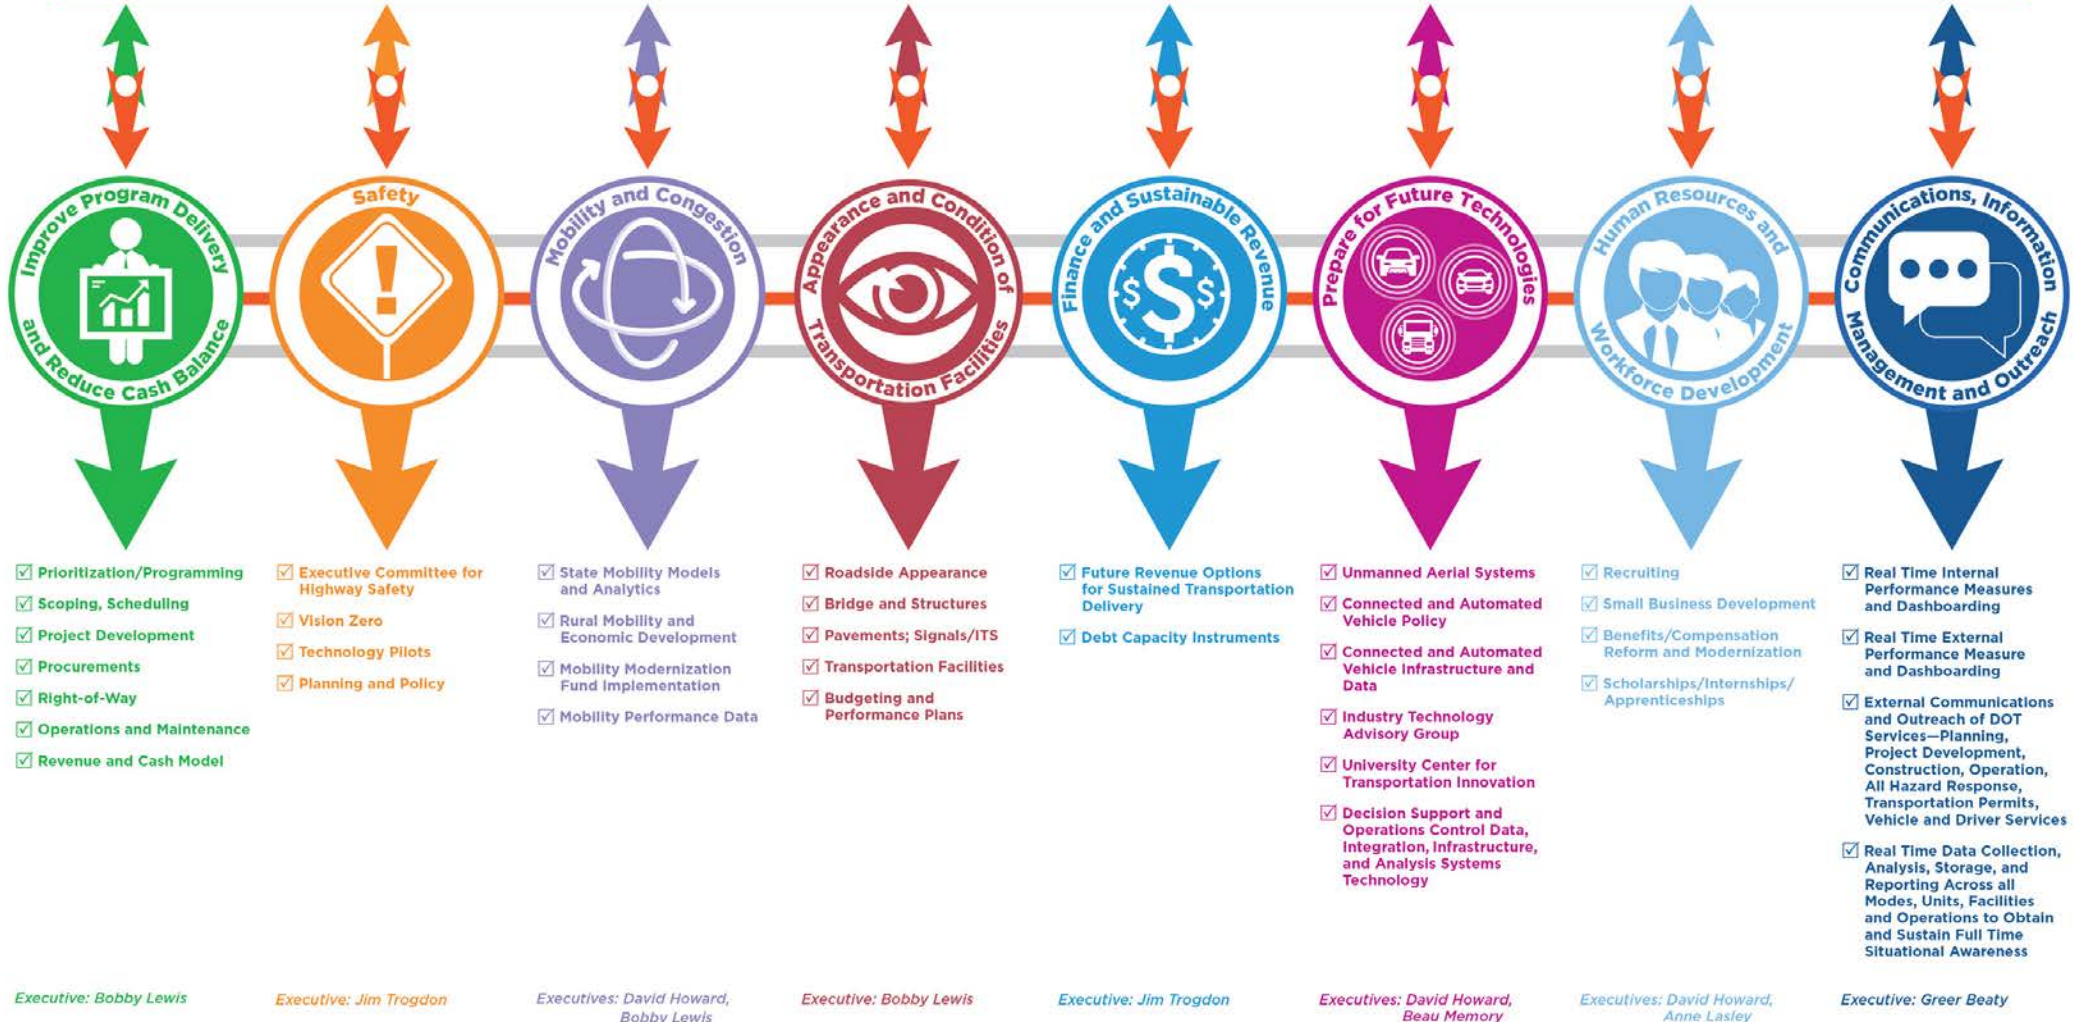 Improve Program Delivery
and Reduce Cash Balance
Safety
Mobility and Congestion
Appearance and Condition of
Transportation Facilities
Finance and Sustainable Revenue
Prepare for Future Technologies
Human Resources and
Workforce Development
Communications, Information
Management and Outreach
Prioritization/Programming
Scoping, Scheduling
Project Development
Procurements
Right-of-Way
Operations and Maintenance
Revenue and Cash Model
Executive: Bobby Lewis
Executive Committee for
Highway Safety
Vision Zero
Technology Pilots
Planning and Policy
Executive: Jim Trogdon
State Mobility Models
and Analytics
Rural Mobility and
Economic Development
Mobility Modernization
Fund Implementation
Mobility Performance Data
Executives: David Howard,
Bobby Lewis
Roadside Appearance
Bridge and Structures
Pavements; Signals/ITS
Transportation Facilities
Budgeting and
Performance Plans
Executive: Bobby Lewis
Future Revenue Options
for Sustained Transportation
Delivery
Debt Capacity Instruments
Executive: Jim Trogdon
Unmanned Aerial Systems
Connected and Automated
Vehicle Policy
Connected and Automated
Vehicle Infrastructure and
Data
Industry Technology
Advisory Group
University Center for
Transportation Innovation
Decision Support and
Operations Control Data,
Integration, Infrastructure,
and Analysis Systems
Technology
Executives: David Howard,
Beau Memory
Recruiting
Small Business Development
Benefits/Compensation
Reform and Modernization
Scholarships/Internships/
Apprenticeships
Executives: David Howard,
Anne Lasley
Real Time Internal
Performance Measures
and Dashboarding
Real Time External
Performance Measure
and Dashboarding
External Communications
and Outreach of DOT
Services—Planning,
Project Development,
Construction, Operation,
All Hazard Response,
Transportation Permits,
Vehicle and Driver Services
Real Time Data Collection,
Analysis, Storage, and
Reporting Across all
Modes, Units, Facilities
and Operations to Obtain
and Sustain Full Time
Situational Awareness
Executive: Greer Beaty